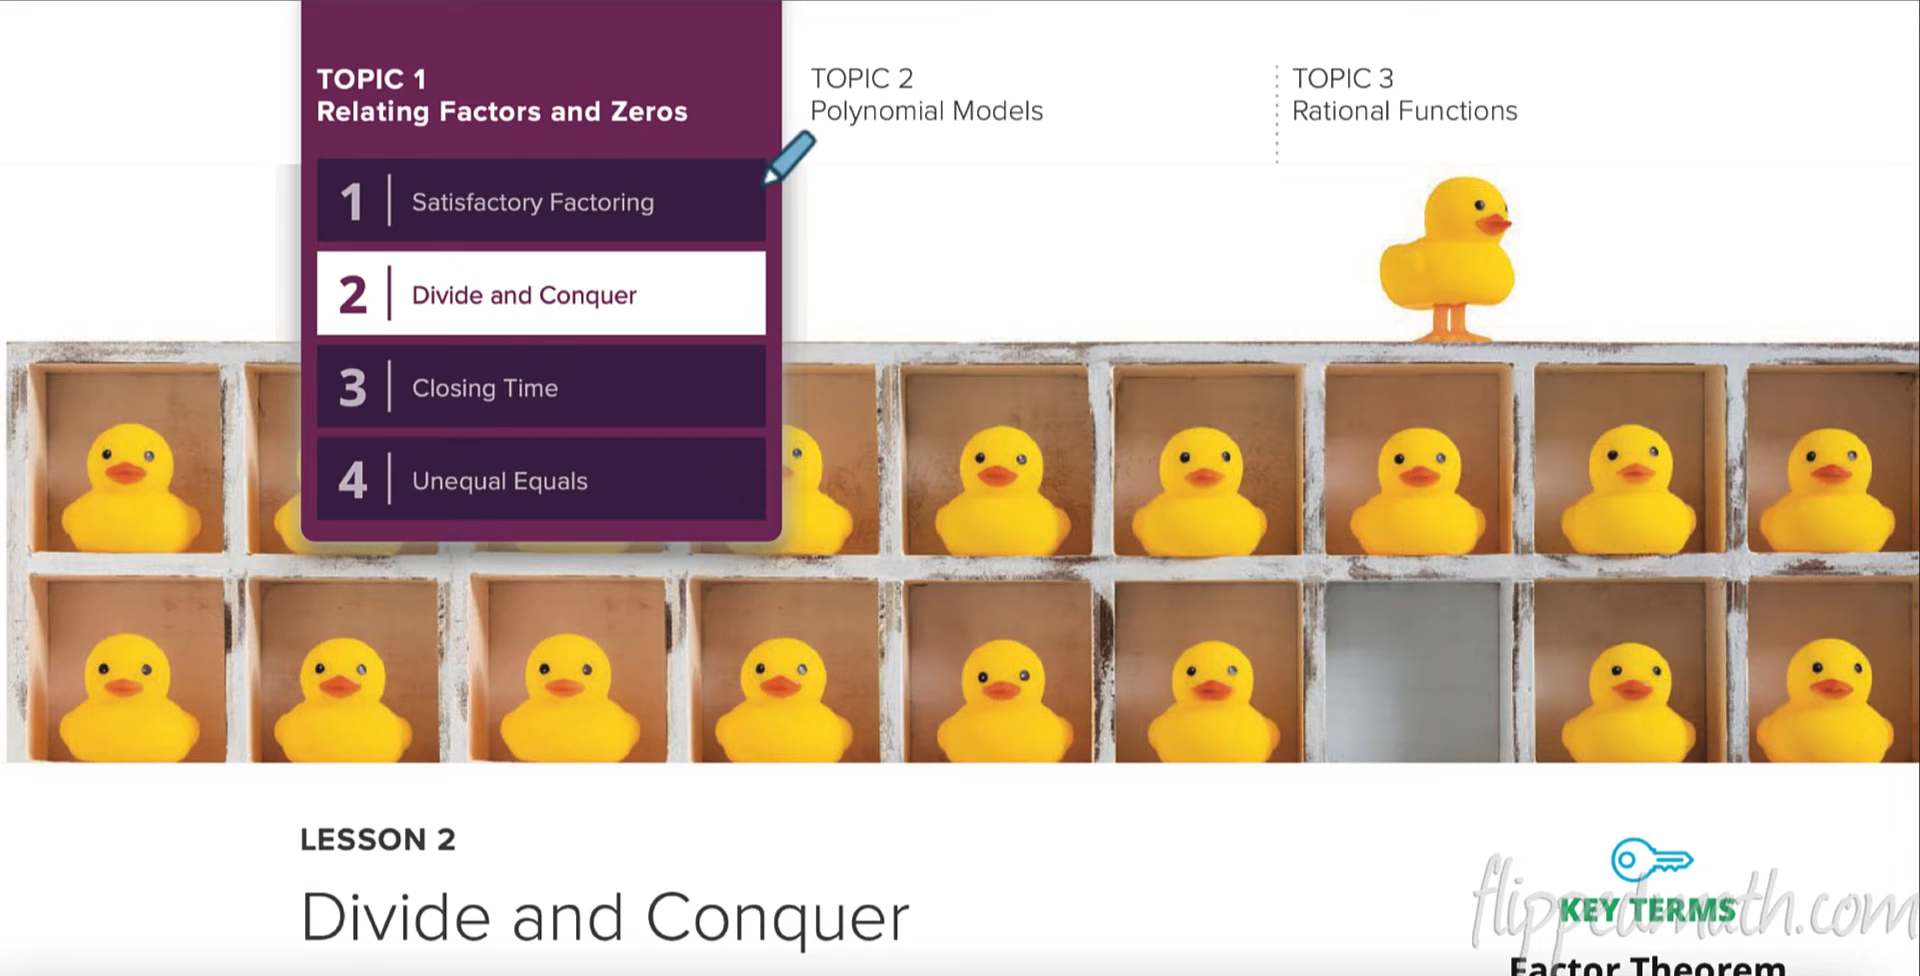 TOPIC 1
Relating Factors and Zeros
1 Satisfactory Factoring
2 Divide and Conquer
3 Closing Time
4 Unequal Equals
TOPIC 2
Polynomial Models
TOPIC 3
Rational Functions
LESSON 2
Divide and Conquer
KEY TERMS
flippedmath.com
Factor Theorem